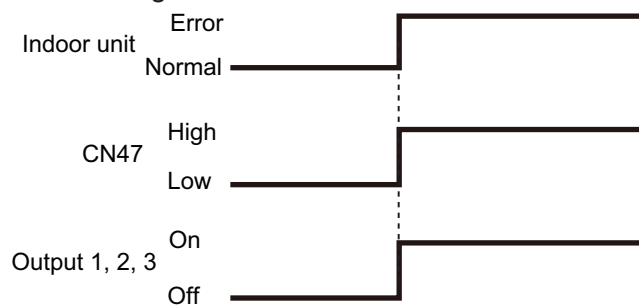 Error
Indoor unit
Normal
High
CN47
Low
On
Output 1, 2, 3
Off